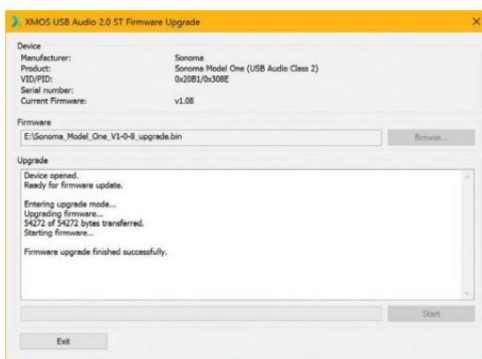 XMOS USB Audio 2.0 ST Firmware Upgrade
Device
Manufacturer: Sonoma
Product: Sonoma Model One (USB Audio Class 2)
VID/PID: 0x20B1/0x308E
Serial number:
Current Firmware: v1.08
Firmware
E:\Sonoma_Model_One_V1-0-8_upgrade.bin Browse...
Upgrade
Device opened.
Ready for firmware update.
Entering upgrade mode...
Upgrading firmware...
54272 of 54272 bytes transferred.
Starting firmware...
Firmware upgrade finished successfully.
Start
Exit